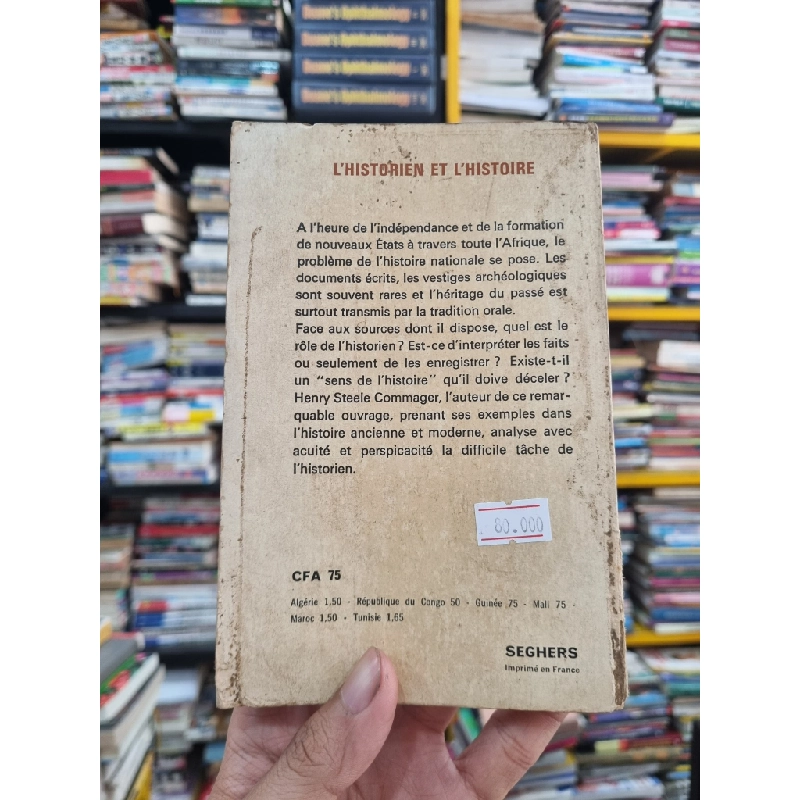 Duane's Ophthalmology - 5
L'HISTORIEN ET L'HISTOIRE
A l'heure de l'indépendance et de la formation
de nouveaux États à travers toute l'Afrique, le
problème de l'histoire nationale se pose. Les
documents écrits, les vestiges archéologiques
sont souvent rares et l'héritage du passé est
surtout transmis par la tradition orale.
Face aux sources dont il dispose, quel est le
rôle de l'historien ? Est-ce d'interpréter les faits
ou seulement de les enregistrer ? Existe-t-il
un "sens de l'histoire" qu'il doive déceler ?
Henry Steele Commager, l'auteur de ce remar-
quable ouvrage, prenant ses exemples dans
l'histoire ancienne et moderne, analyse avec
acuité et perspicacité la difficile tâche de
l'historien.
80.000
CFA 75
Algérie 1,50 - République du Congo 50 - Guinée 75 - Mali 75 -
Maroc 1,50 - Tunisie 1,65
SEGHERS
Imprimé en France